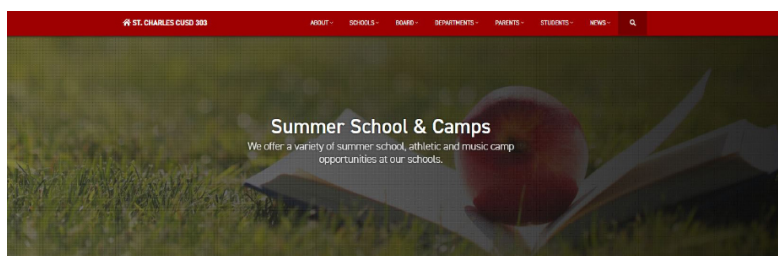 ST. CHARLES CUSD 303 ABOUT SCHOOLS BOARD DEPARTMENTS PARENTS STUDENTS NEWS
Summer School & Camps
We offer a variety of summer school, athletic and music camp
opportunities at our schools.